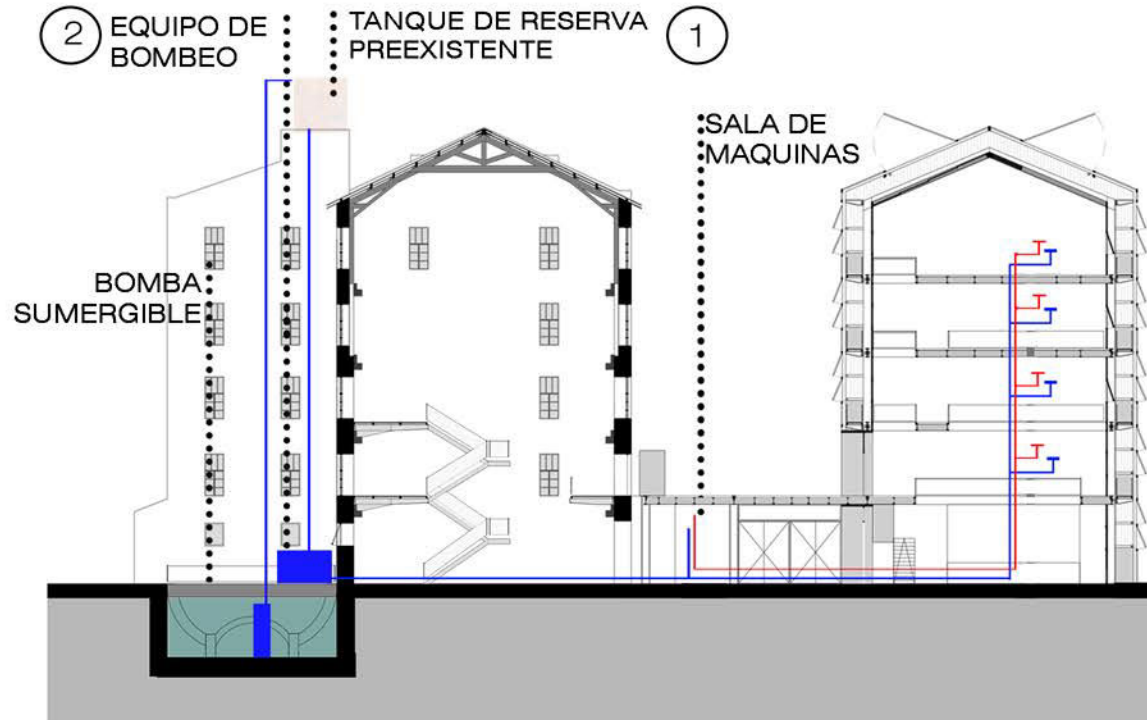 2
EQUIPO DE
BOMBEO
TANQUE DE RESERVA
PREEXISTENTE
1
SALA DE
MAQUINAS
BOMBA
SUMERGIBLE